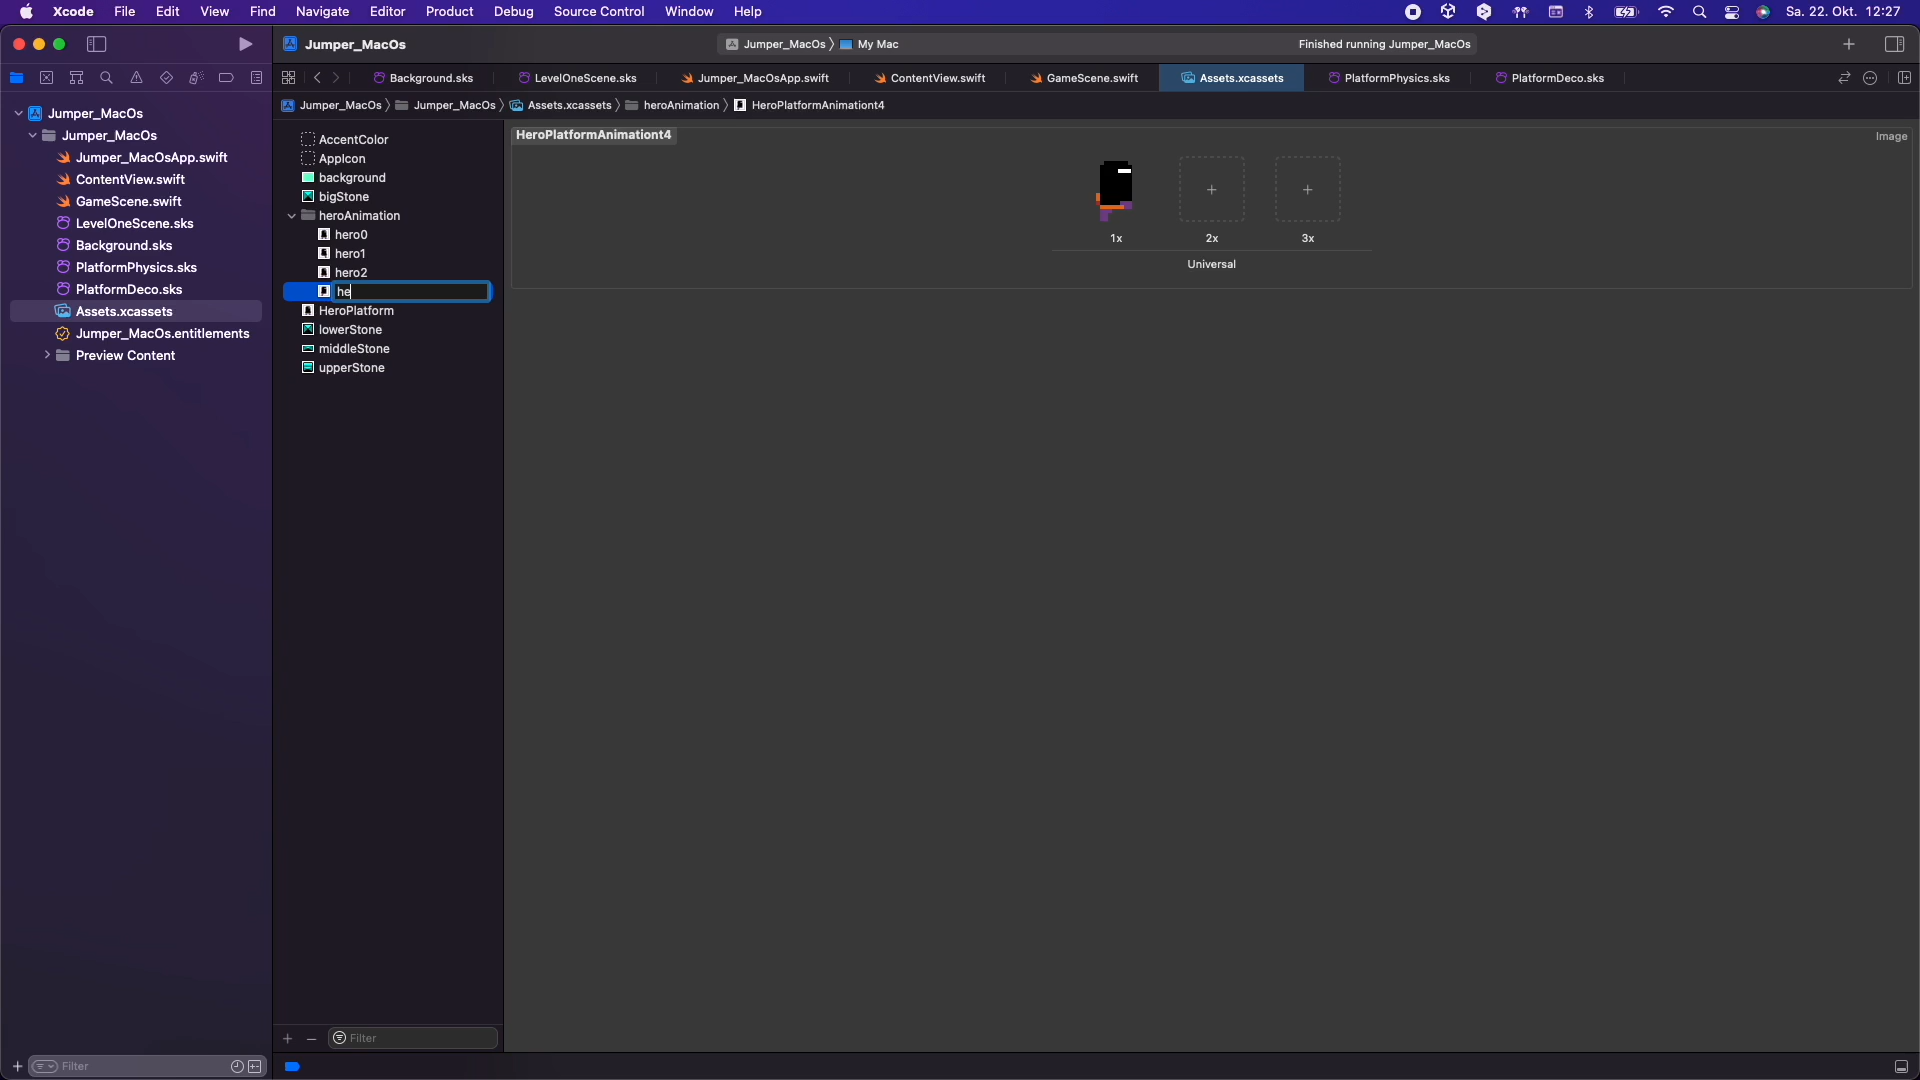 Xcode File Edit View Find Navigate Editor Product Debug Source Control Window Help Sa. 22. Okt. 12:27
Jumper_MacOs Jumper_MacOs My Mac Finished running Jumper_MacOs
Background.sks LevelOneScene.sks Jumper_MacOsApp.swift ContentView.swift GameScene.swift Assets.xcassets PlatformPhysics.sks PlatformDeco.sks
Jumper_MacOs Jumper_MacOs Assets.xcassets heroAnimation HeroPlatformAnimationt4
Jumper_MacOs
Jumper_MacOs
Jumper_MacOsApp.swift
ContentView.swift
GameScene.swift
LevelOneScene.sks
Background.sks
PlatformPhysics.sks
PlatformDeco.sks
Assets.xcassets
Jumper_MacOs.entitlements
Preview Content
Filter
AccentColor
AppIcon
background
bigStone
heroAnimation
hero0
hero1
hero2
he
HeroPlatform
lowerStone
middleStone
upperStone
Filter
HeroPlatformAnimationt4 Image
1x 2x 3x
Universal